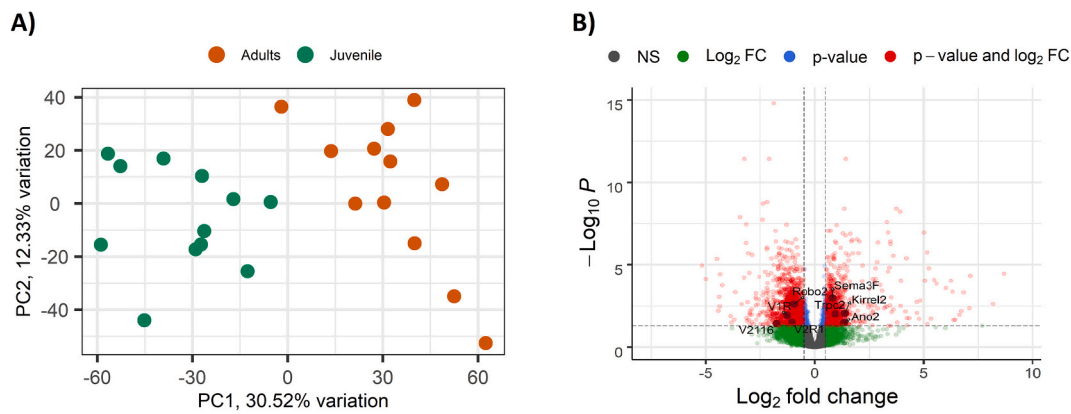 A)
Adults Juvenile
40
20
0
-20
-40
-60 -30 0 30 60
PC1, 30.52% variation
PC2, 12.33% variation
B)
NS Log₂ FC p-value p – value and log₂ FC
15
10
5
0
-5 0 5 10
Log₂ fold change
– Log₁₀ P
Robo2
Sema3F
V1R
Trpc2
Kirrel2
Ano2
V2116
V2R1